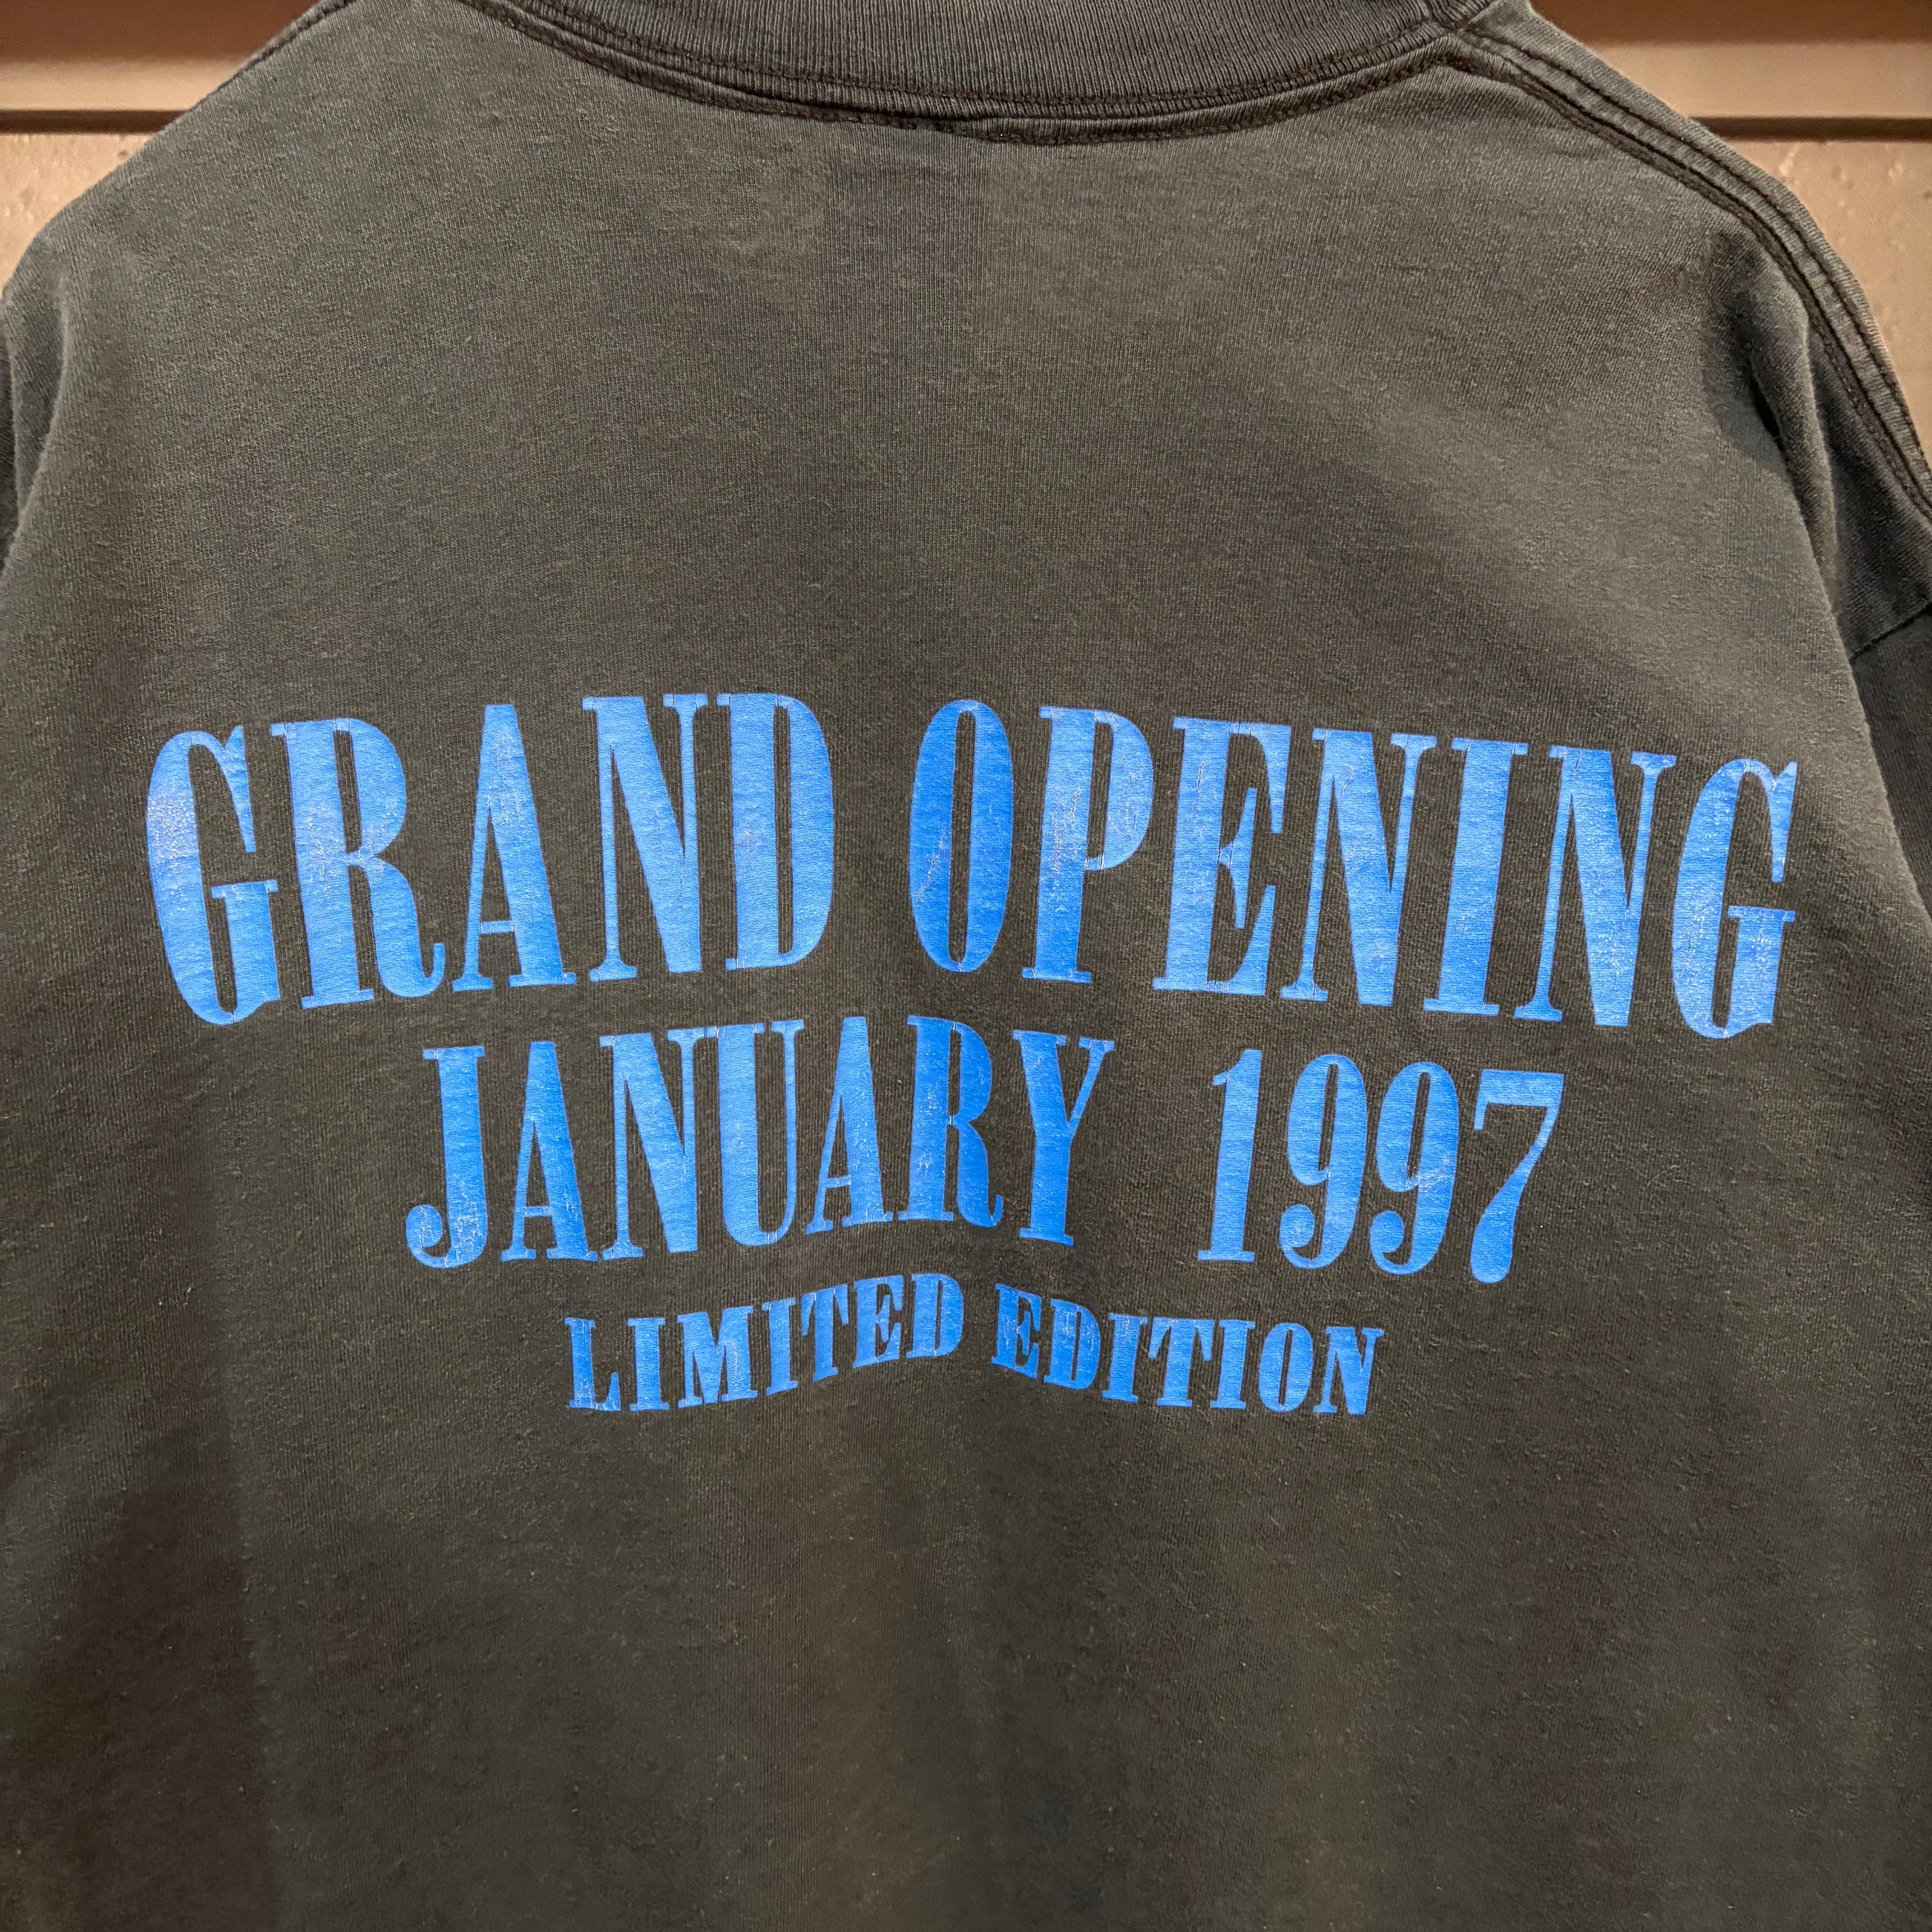 GRAND OPENING
JANUARY 1997
LIMITED EDITION